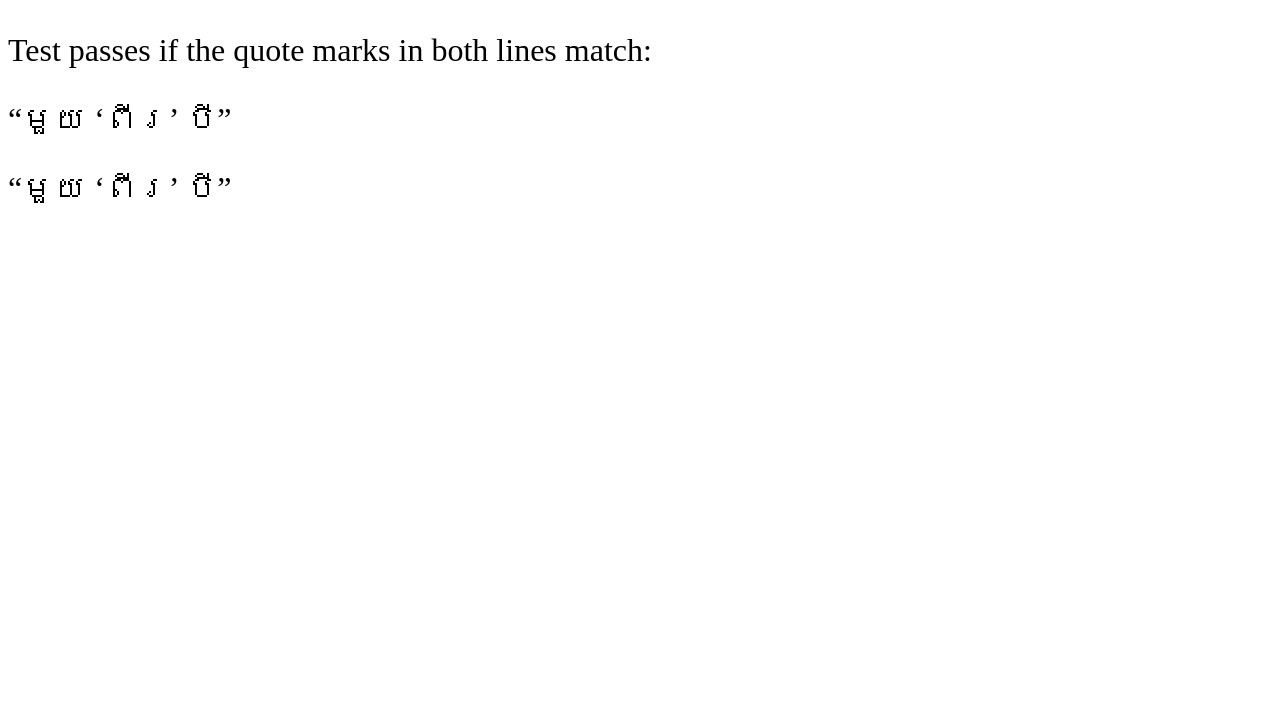 Test passes if the quote marks in both lines match:
“មួយ ‘ពីរ’ បី”
“មួយ ‘ពីរ’ បី”